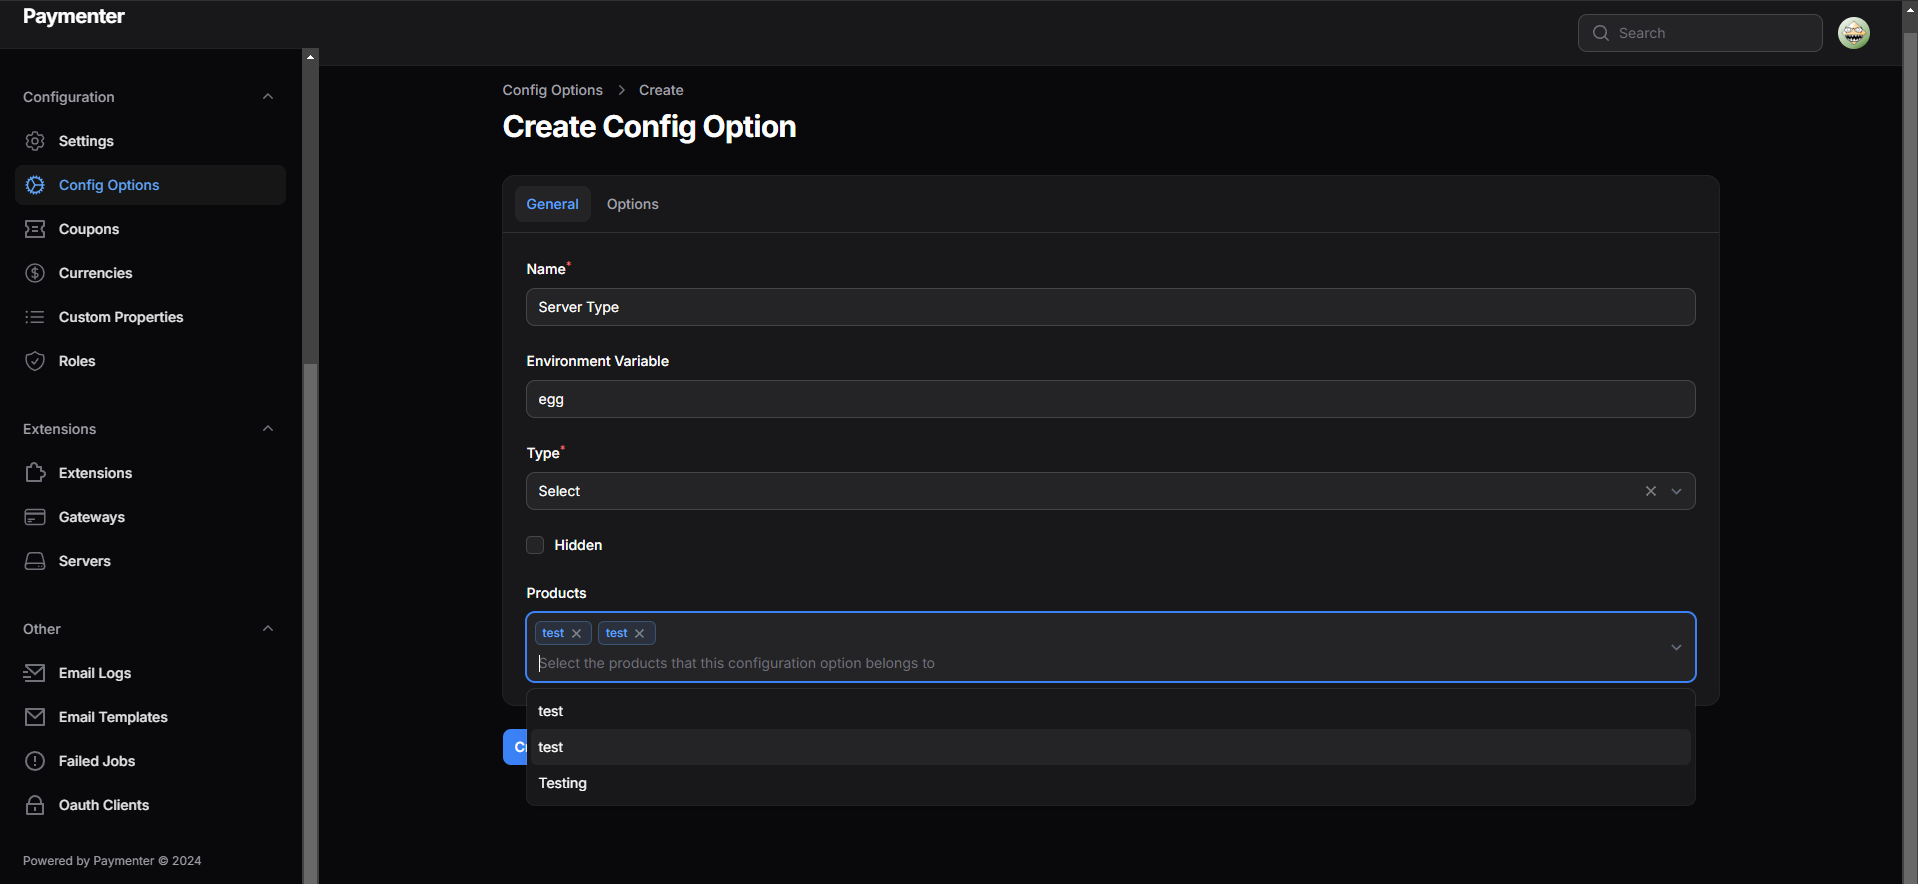 Paymenter
Search
Configuration
Settings
Config Options
Coupons
Currencies
Custom Properties
Roles
Extensions
Extensions
Gateways
Servers
Other
Email Logs
Email Templates
Failed Jobs
Oauth Clients
Powered by Paymenter © 2024
Config Options > Create
Create Config Option
General Options
Name*
Server Type
Environment Variable
egg
Type*
Select
Hidden
Products
test test
Select the products that this configuration option belongs to
test
test
Testing